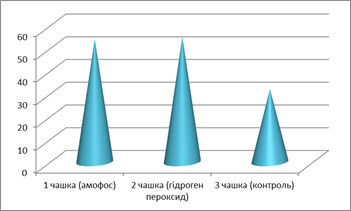 60
50
40
30
20
10
0
1 чашка (амофос)
2 чашка (гідроген
пероксид)
3 чашка (контроль)